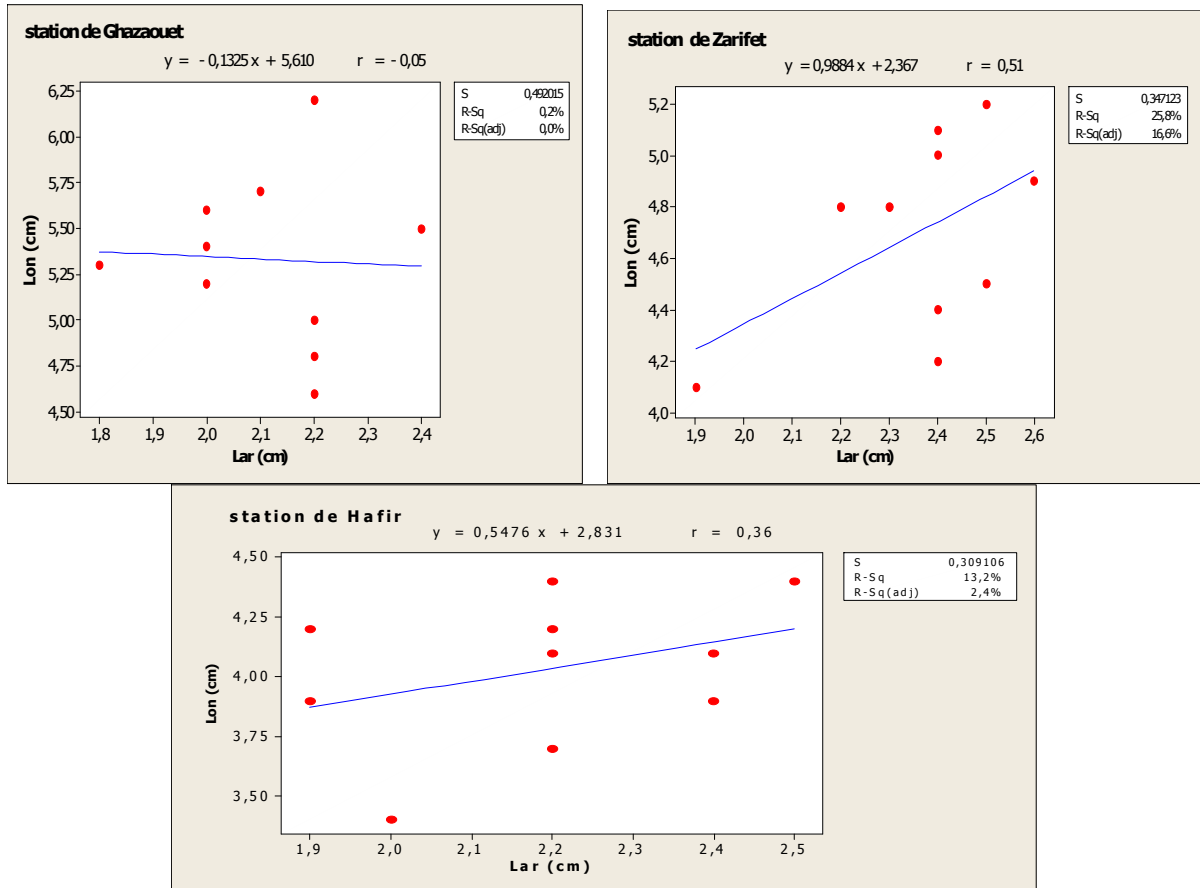 station de Ghazaouet
y = - 0,1325 x + 5,610 r = - 0,05
S 0,492015
R-Sq 0,2%
R-Sq(adj) 0,0%
6,25
6,00
5,75
5,50
5,25
5,00
4,75
4,50
Lon (cm)
1,8 1,9 2,0 2,1 2,2 2,3 2,4
Lar (cm)
station de Zarifet
y = 0,9884 x + 2,367 r = 0,51
S 0,347123
R-Sq 25,8%
R-Sq(adj) 16,6%
5,2
5,0
4,8
4,6
4,4
4,2
4,0
Lon (cm)
1,9 2,0 2,1 2,2 2,3 2,4 2,5 2,6
Lar (cm)
station de Hafir
y = 0,5476 x + 2,831 r = 0,36
S 0,309106
R-Sq 13,2%
R-Sq(adj) 2,4%
4,50
4,25
4,00
3,75
3,50
Lon (cm)
1,9 2,0 2,1 2,2 2,3 2,4 2,5
Lar (cm)